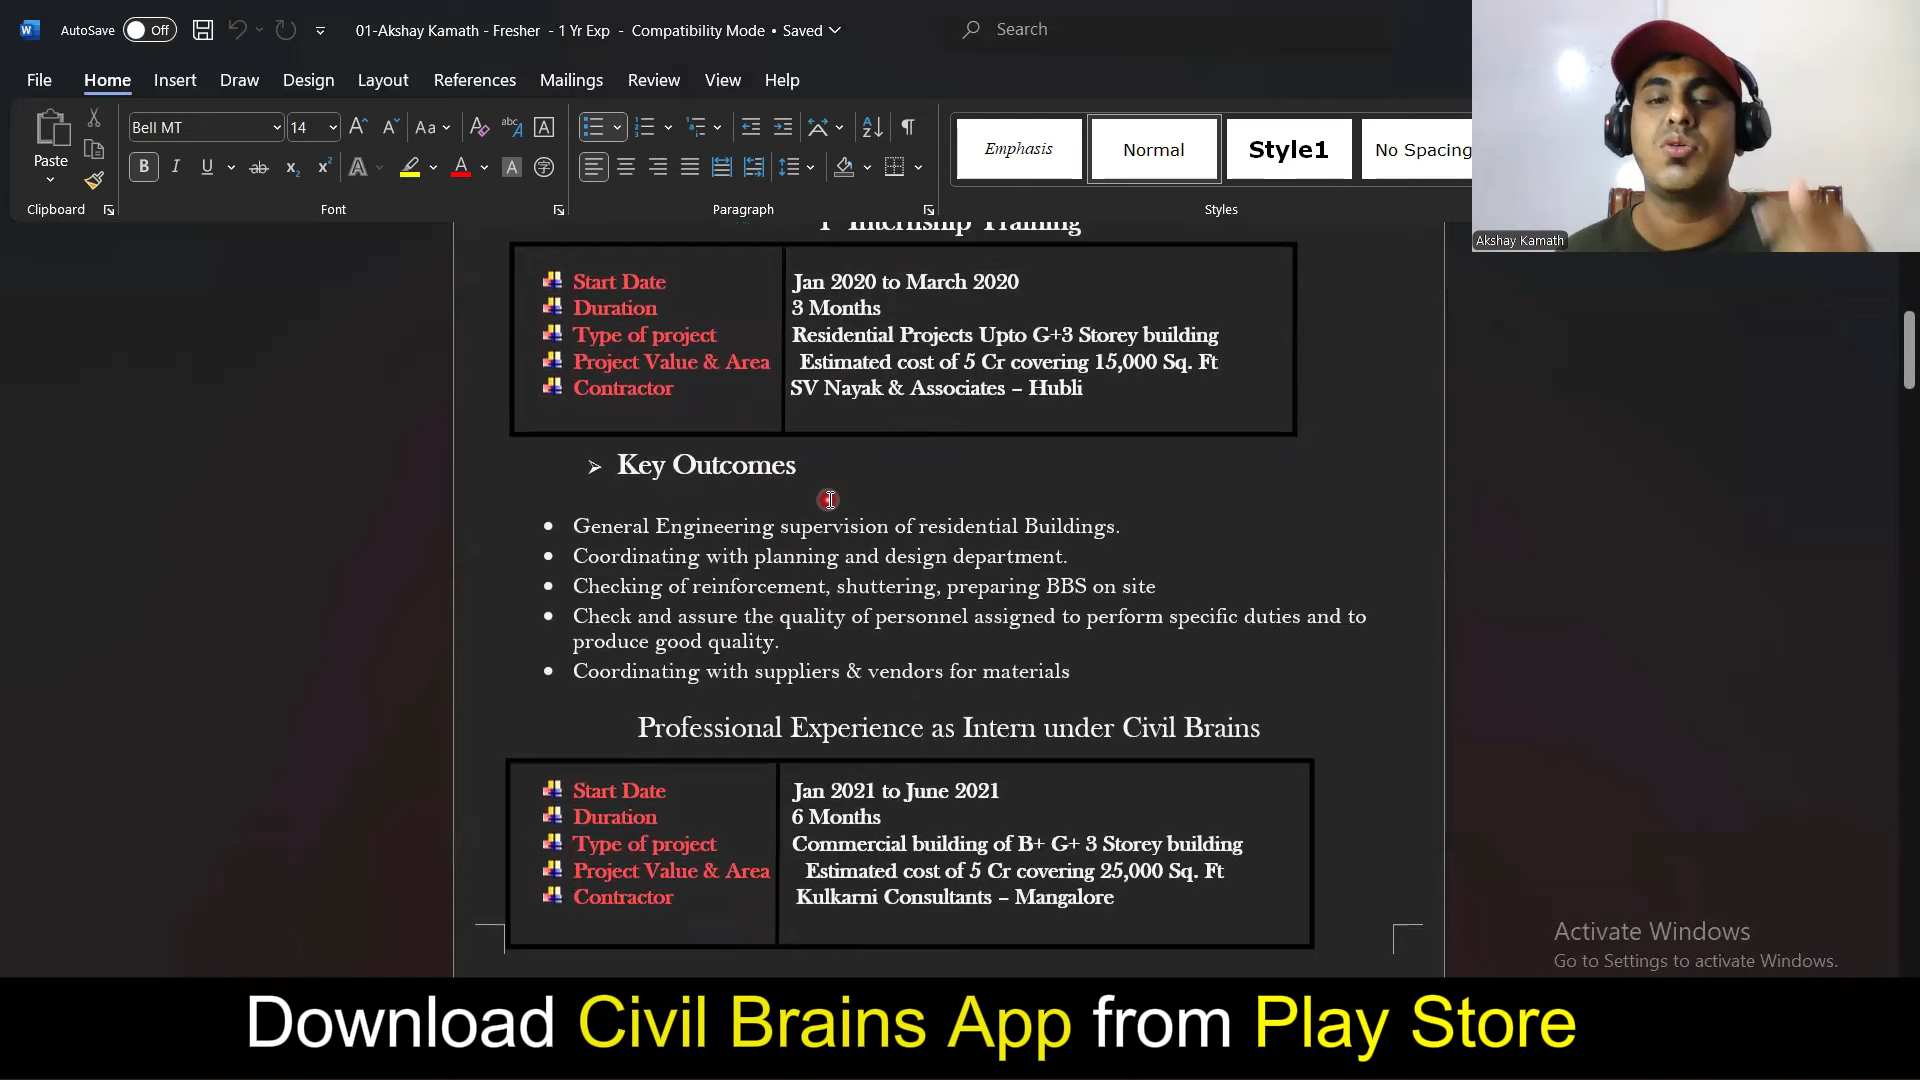 AutoSave Off 01-Akshay Kamath - Fresher - 1 Yr Exp - Compatibility Mode • Saved Search
File Home Insert Draw Design Layout References Mailings Review View Help
Paste Bell MT 14 Emphasis Normal Style1 No Spacing
Clipboard Font Paragraph Styles
Akshay Kamath
Internship Training
Start Date Jan 2020 to March 2020
Duration 3 Months
Type of project Residential Projects Upto G+3 Storey building
Project Value & Area Estimated cost of 5 Cr covering 15,000 Sq. Ft
Contractor SV Nayak & Associates – Hubli
➢ Key Outcomes
• General Engineering supervision of residential Buildings.
• Coordinating with planning and design department.
• Checking of reinforcement, shuttering, preparing BBS on site
• Check and assure the quality of personnel assigned to perform specific duties and to
produce good quality.
• Coordinating with suppliers & vendors for materials
Professional Experience as Intern under Civil Brains
Start Date Jan 2021 to June 2021
Duration 6 Months
Type of project Commercial building of B+ G+ 3 Storey building
Project Value & Area Estimated cost of 5 Cr covering 25,000 Sq. Ft
Contractor Kulkarni Consultants – Mangalore
Activate Windows
Go to Settings to activate Windows.
Download Civil Brains App from Play Store